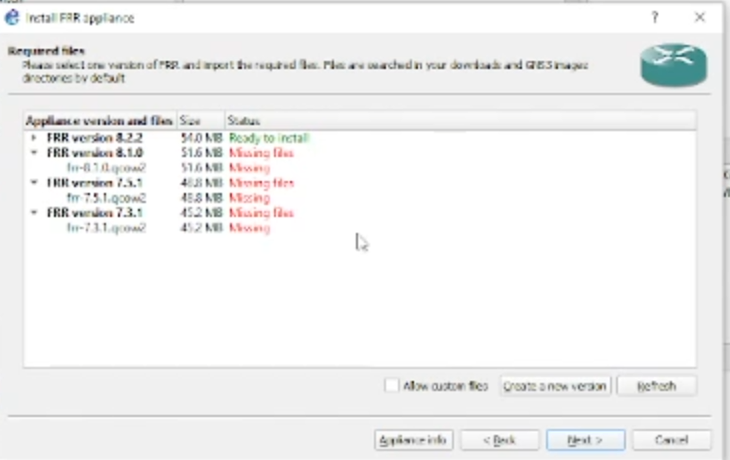 Install FRR appliance
?
Required files
Please select one version of FRR and import the required files. Files are searched in your downloads and GNS3 images
directories by default
Appliance version and files Size Status
FRR version 8.2.2 54.0 MB Ready to install
FRR version 8.1.0 51.6 MB Missing files
frr-8.1.0.qcow2 51.6 MB Missing
FRR version 7.5.1 48.8 MB Missing files
frr-7.5.1.qcow2 48.8 MB Missing
FRR version 7.3.1 45.2 MB Missing files
frr-7.3.1.qcow2 45.2 MB Missing
Allow custom files Create a new version Refresh
Appliance info < Back Next > Cancel